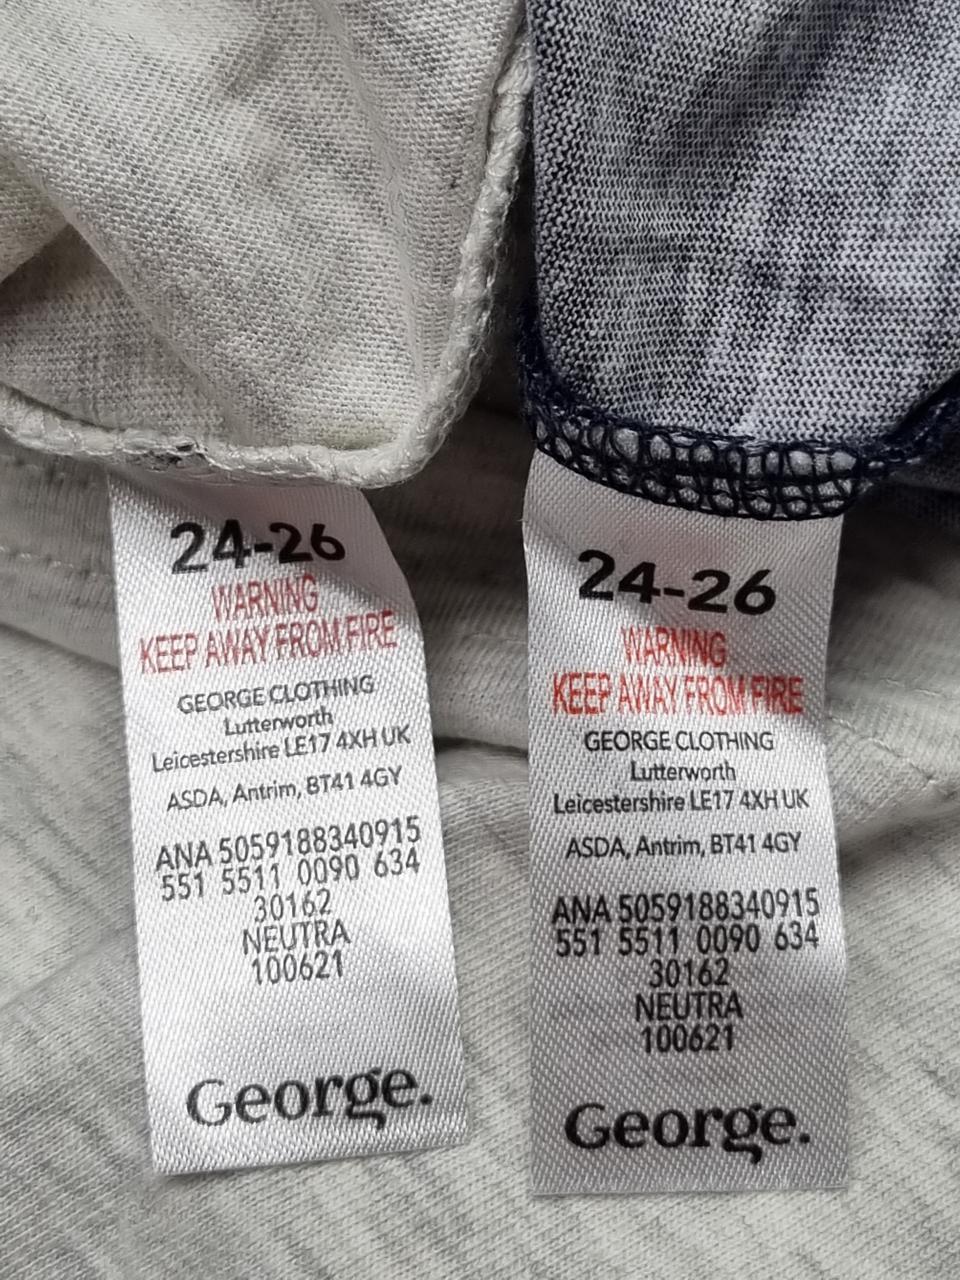 24-26
WARNING
KEEP AWAY FROM FIRE
GEORGE CLOTHING
Lutterworth
Leicestershire LE17 4XH UK
ASDA, Antrim, BT41 4GY
ANA 5059188340915
551 5511 0090 634
30162
NEUTRA
100621
George.
24-26
WARNING
KEEP AWAY FROM FIRE
GEORGE CLOTHING
Lutterworth
Leicestershire LE17 4XH UK
ASDA, Antrim, BT41 4GY
ANA 5059188340915
551 5511 0090 634
30162
NEUTRA
100621
George.